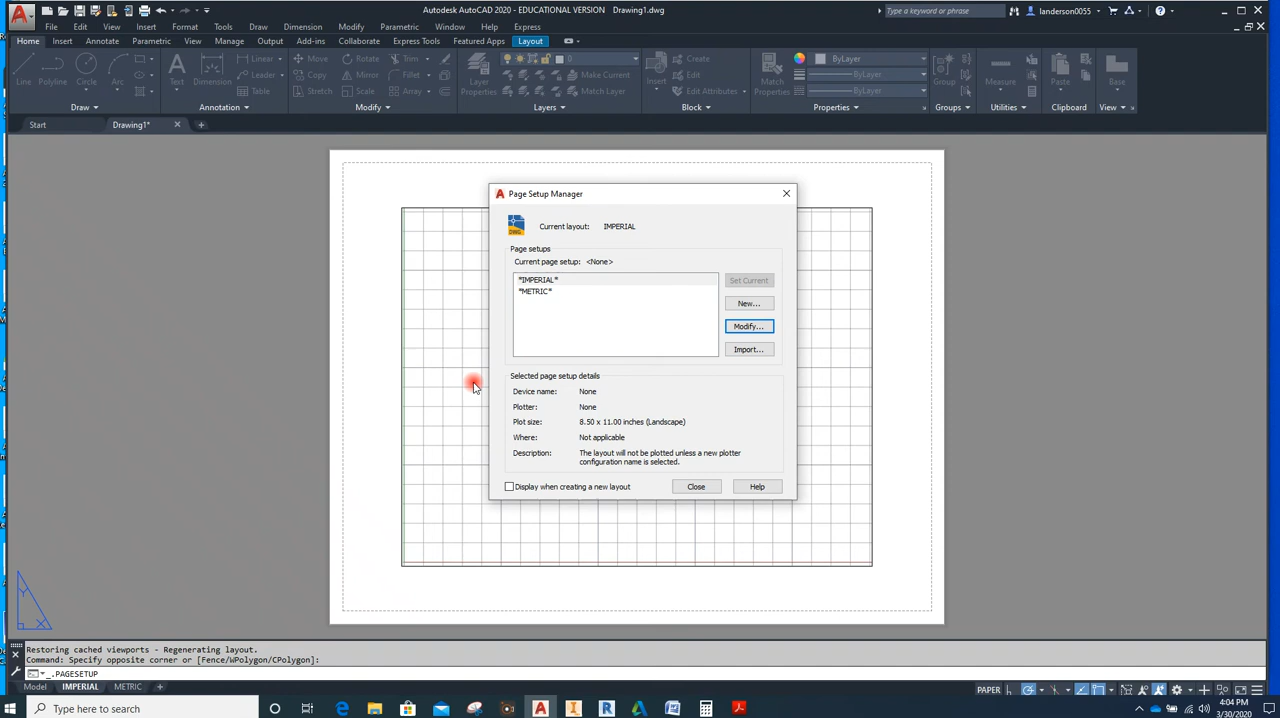 Autodesk AutoCAD 2020 - EDUCATIONAL VERSION Drawing1.dwg
Type a keyword or phrase
landerson0055
File Edit View Insert Format Tools Draw Dimension Modify Parametric Window Help Express
Home Insert Annotate Parametric View Manage Output Add-ins Collaborate Express Tools Featured Apps Layout
Line Polyline Circle Arc
Text Dimension
Linear
Leader
Table
Move Rotate Trim
Copy Mirror Fillet
Stretch Scale Array
Layer Properties
0
Make Current
Match Layer
Insert
Create
Edit
Edit Attributes
Match Properties
ByLayer
ByLayer
ByLayer
Group
Measure
Paste
Base
Draw Annotation Modify Layers Block Properties Groups Utilities Clipboard View
Start Drawing1*
Page Setup Manager
Current layout: IMPERIAL
Page setups
Current page setup: <None>
*IMPERIAL*
*METRIC*
Set Current
New...
Modify...
Import...
Selected page setup details
Device name: None
Plotter: None
Plot size: 8.50 x 11.00 inches (Landscape)
Where: Not applicable
Description: The layout will not be plotted unless a new plotter
configuration name is selected.
Display when creating a new layout Close Help
Y
X
Restoring cached viewports - Regenerating layout.
Command: Specify opposite corner or [Fence/WPolygon/CPolygon]:
_.PAGESETUP
Model IMPERIAL METRIC
PAPER
Type here to search
4:04 PM
3/30/2020